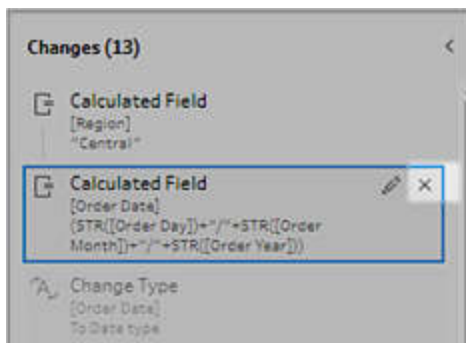 Changes (13)
Calculated Field
[Region]
"Central"
Calculated Field
[Order Date]
(STR([Order Day])+"/"+STR([Order
Month])+"/"+STR([Order Year]))
Change Type
[Order Date]
To Date type